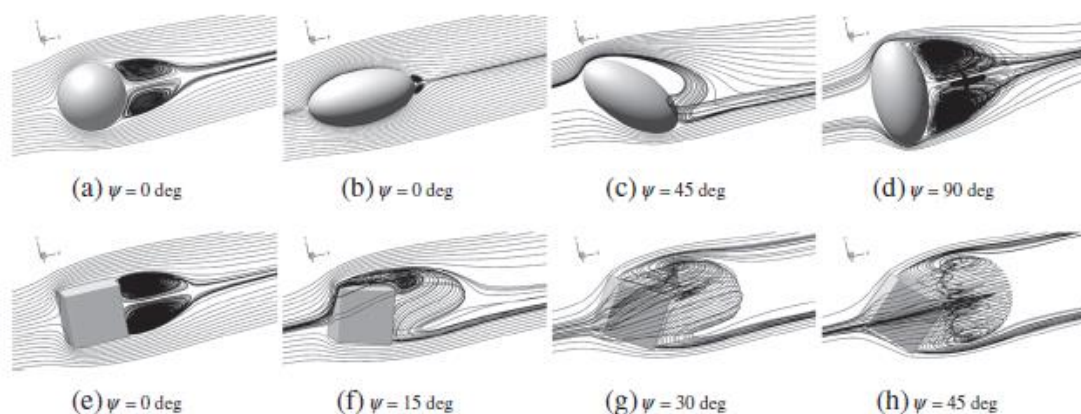 (a) ψ = 0 deg
(b) ψ = 0 deg
(c) ψ = 45 deg
(d) ψ = 90 deg
(e) ψ = 0 deg
(f) ψ = 15 deg
(g) ψ = 30 deg
(h) ψ = 45 deg